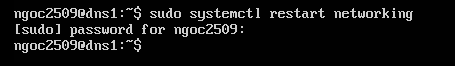 ngoc2509@dns1:~$ sudo systemctl restart networking
[sudo] password for ngoc2509:
ngoc2509@dns1:~$